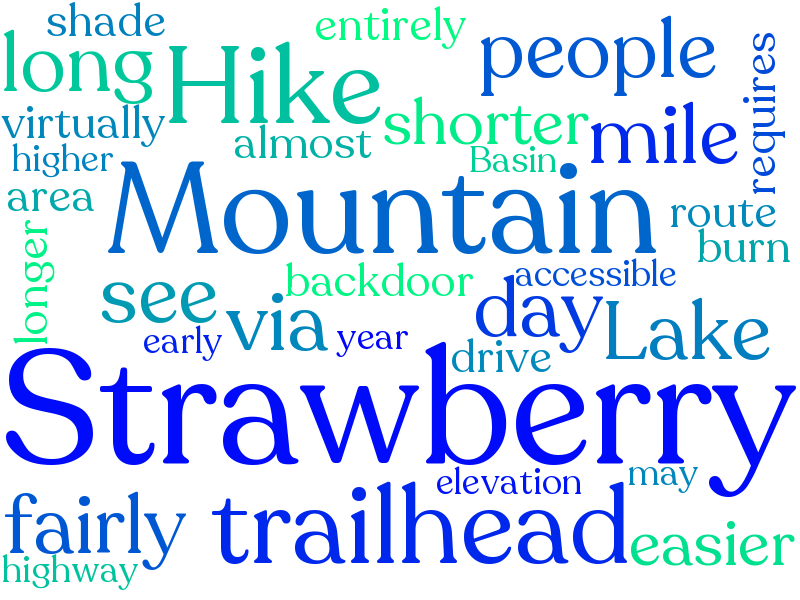 shade
entirely
long
Hike
people
virtually
almost
shorter
mile
requires
higher
Basin
area
Mountain
route
burn
longer
see
via
backdoor
accessible
day
Lake
early
year
drive
Strawberry
elevation
may
fairly
trailhead
easier
highway